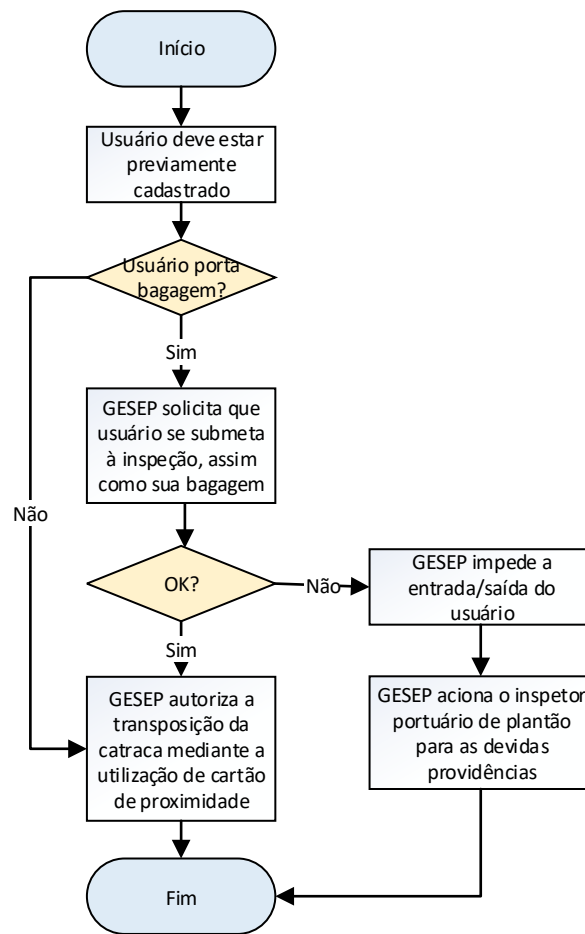 Início
Usuário deve estar
previamente
cadastrado
Usuário porta
bagagem?
Sim
GESEP solicita que
usuário se submeta
à inspeção, assim
como sua bagagem
Não
OK?
Não
GESEP impede a
entrada/saída do
usuário
Sim
GESEP autoriza a
transposição da
catraca mediante a
utilização de cartão
de proximidade
GESEP aciona o inspetor
portuário de plantão
para as devidas
providências
Fim